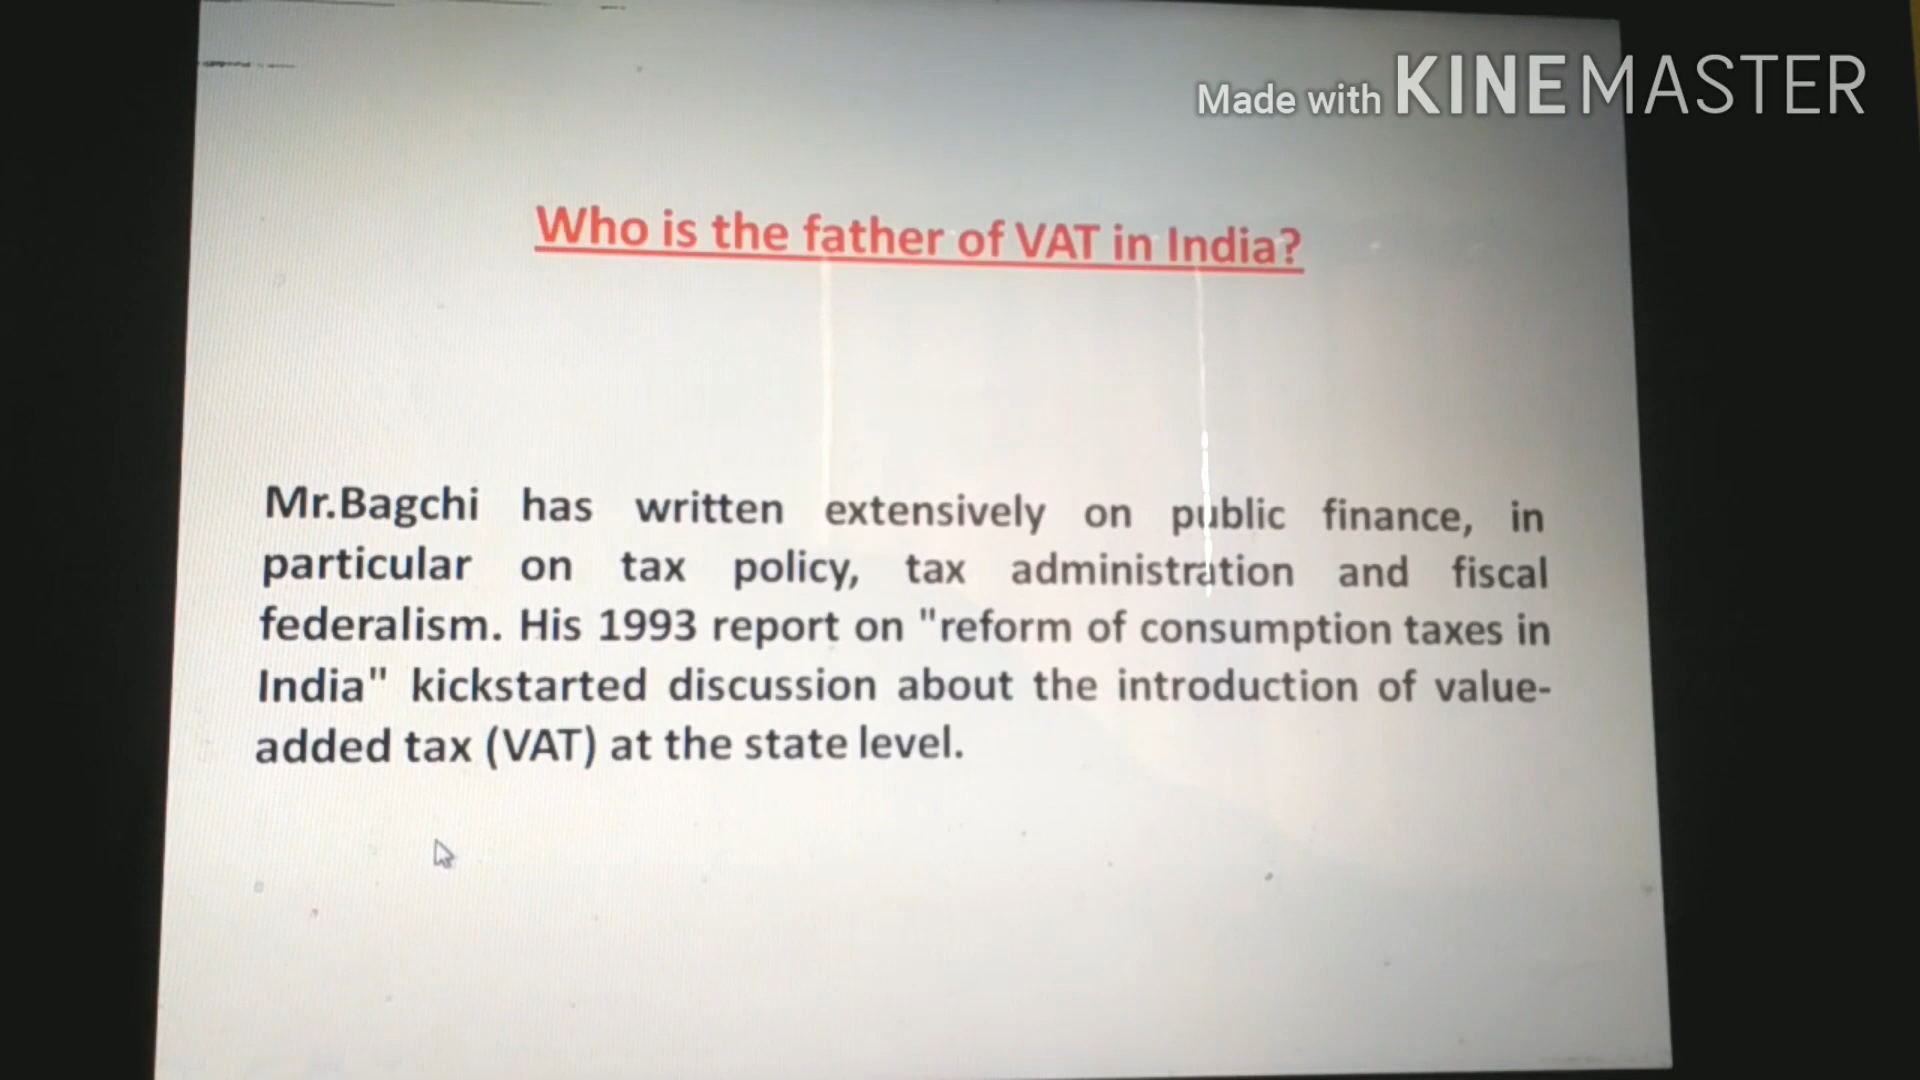 Made with KINEMASTER
Who is the father of VAT in India?
Mr.Bagchi has written extensively on public finance, in
particular on tax policy, tax administration and fiscal
federalism. His 1993 report on "reform of consumption taxes in
India" kickstarted discussion about the introduction of value-
added tax (VAT) at the state level.